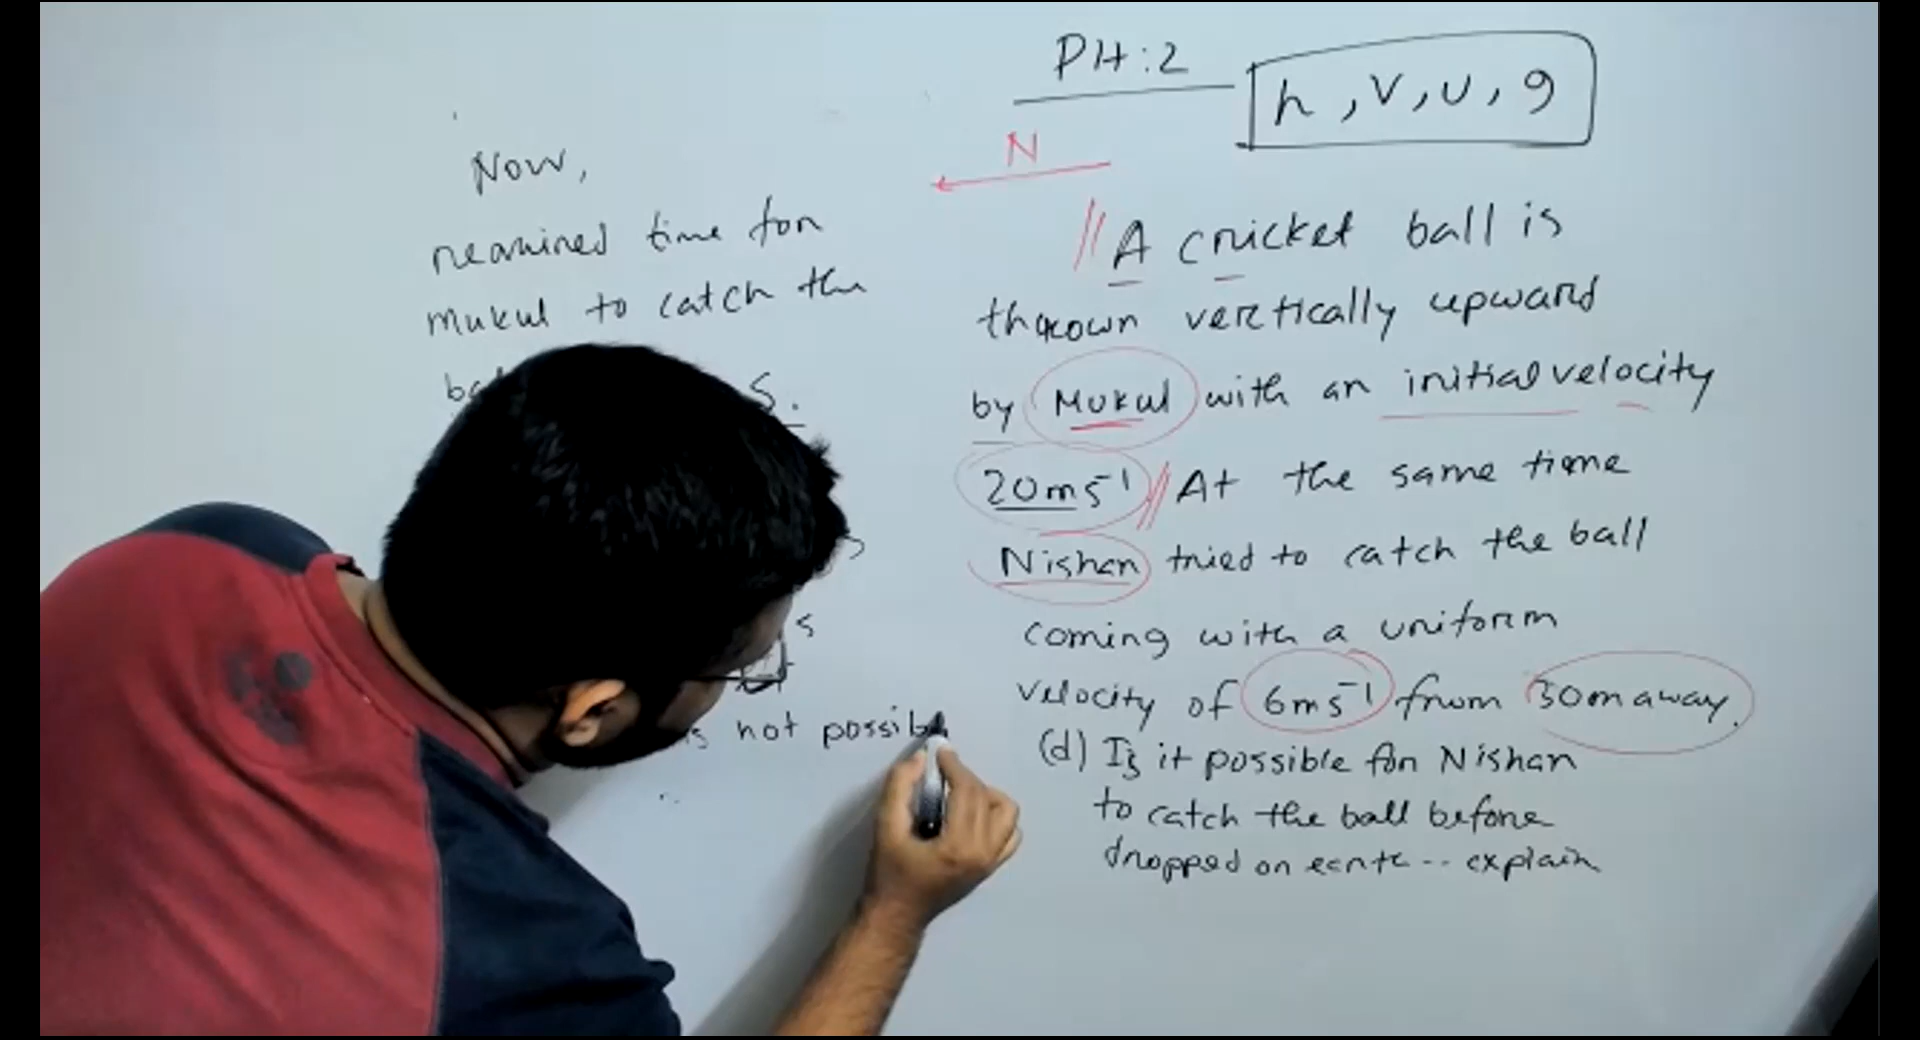 Now,
remained time for
Mukul to catch the
S.
s
not possible
PH:2
h, v, u, g
N
A cricket ball is
thrown vertically upward
by Mukul with an initial velocity
20ms⁻¹ At the same time
Nishan tried to catch the ball
coming with a uniform
velocity of 6ms⁻¹ from 30m away.
(d) Is it possible for Nishan
to catch the ball before
dropped on earth -- explain